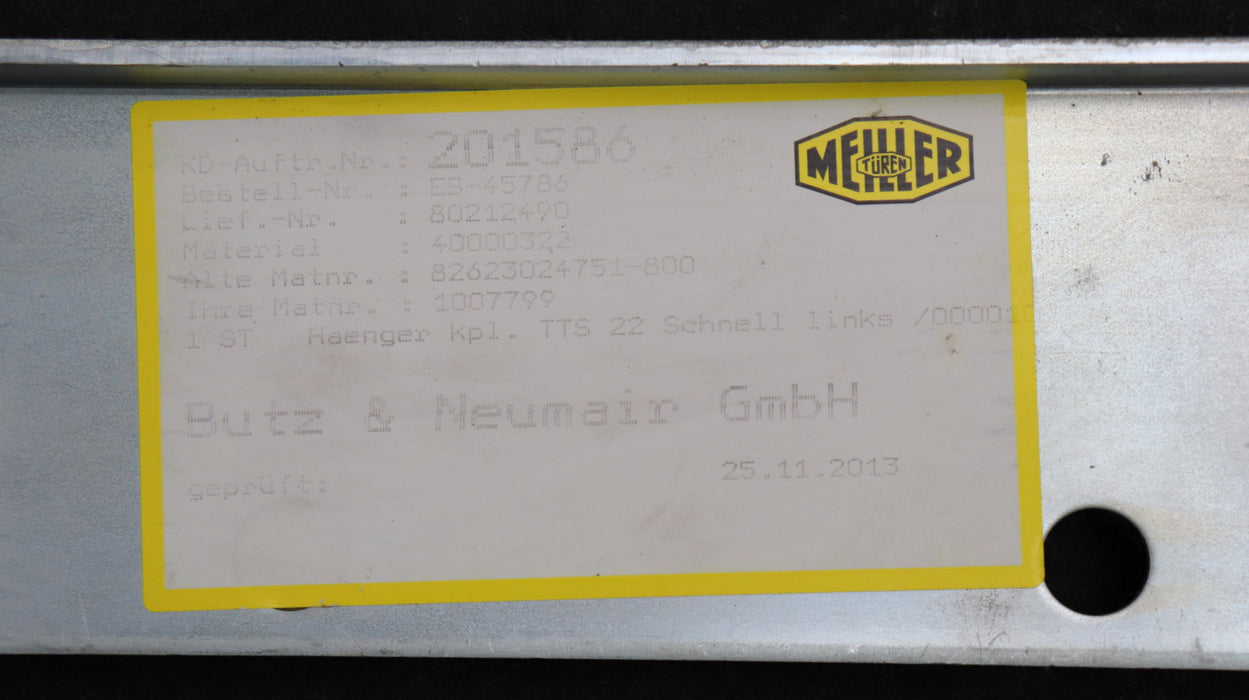 MEILLER
TÜREN
KD-Auftr.Nr.: 201586
Bestell-Nr. : EB-45786
Lief.-Nr. : 80212490
Material : 40000322
Alte Matnr. : 82623024751-800
Ihre Matnr. : 1007799
1 ST Haenger Kpl. TTS 22 Schnell links /000010
Butz & Neumair GmbH
25.11.2013
geprüft: